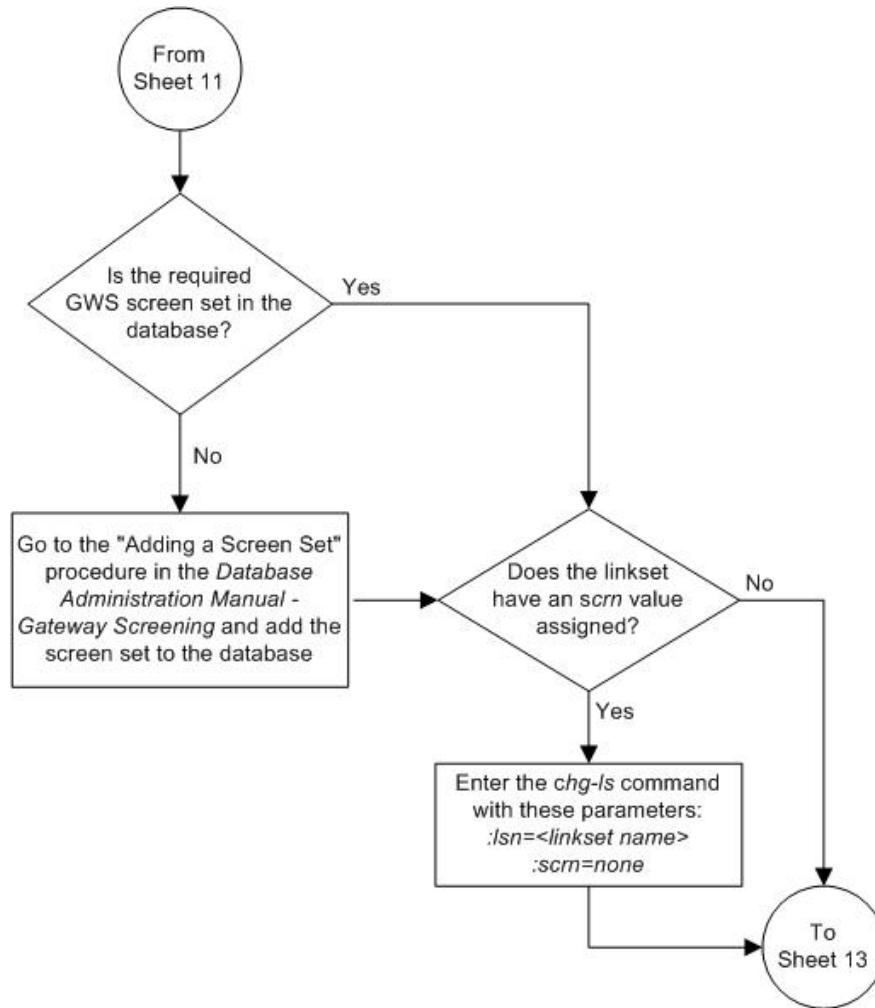 From
Sheet 11
Is the required
GWS screen set in the
database?
Yes
No
Go to the "Adding a Screen Set"
procedure in the Database
Administration Manual -
Gateway Screening and add the
screen set to the database
Does the linkset
have an scrn value
assigned?
No
Yes
Enter the chg-ls command
with these parameters:
:lsn=<linkset name>
:scrn=none
To
Sheet 13